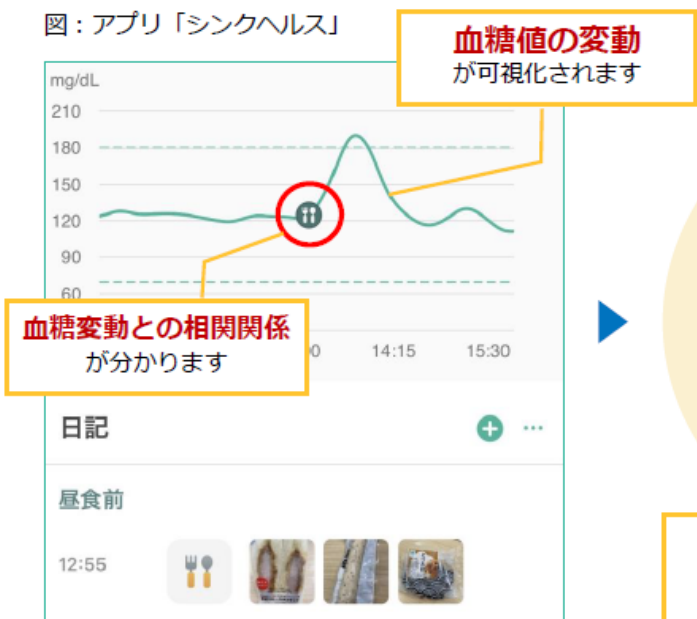 図：アプリ「シンクヘルス」
血糖値の変動
が可視化されます
mg/dL
210
180
150
120
90
60
血糖変動との相関関係
が分かります
14:15
15:30
日記
昼食前
12:55